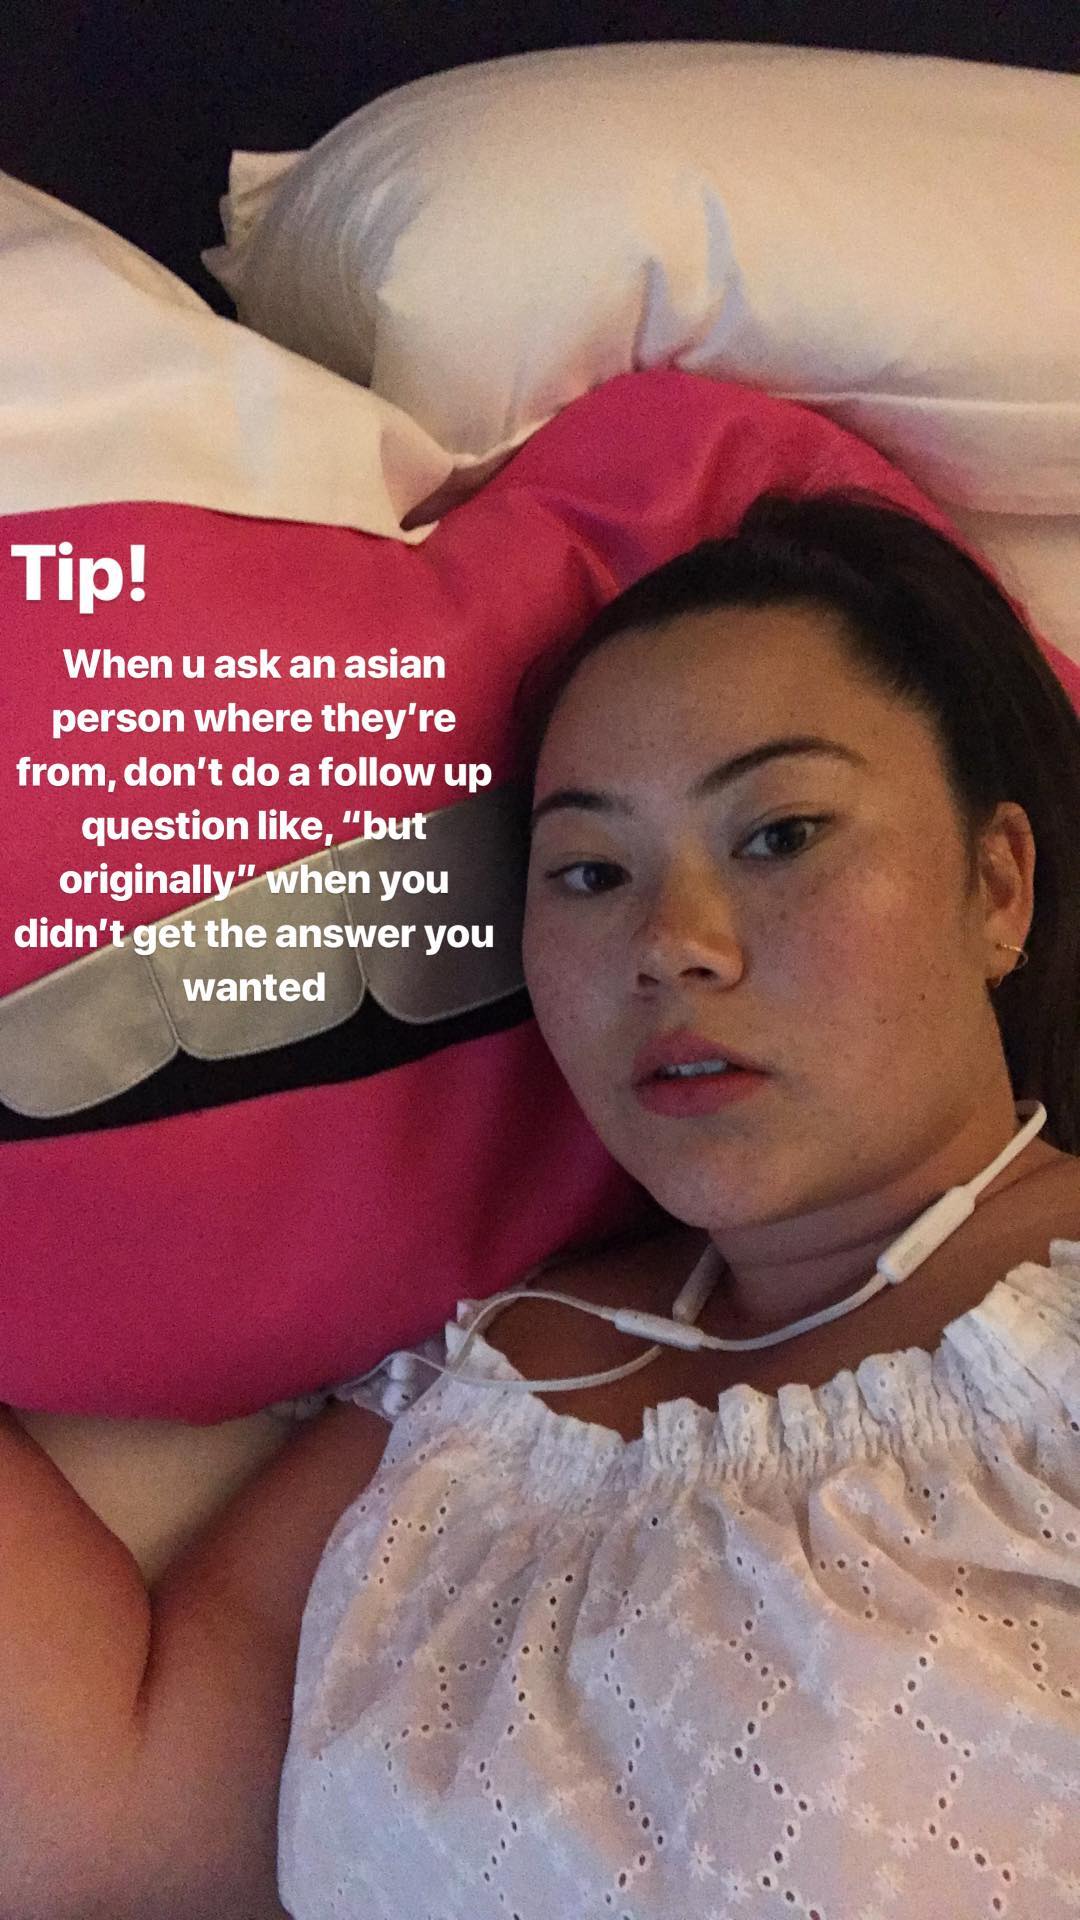 Tip!
When u ask an asian
person where they're
from, don't do a follow up
question like, “but
originally” when you
didn't get the answer you
wanted